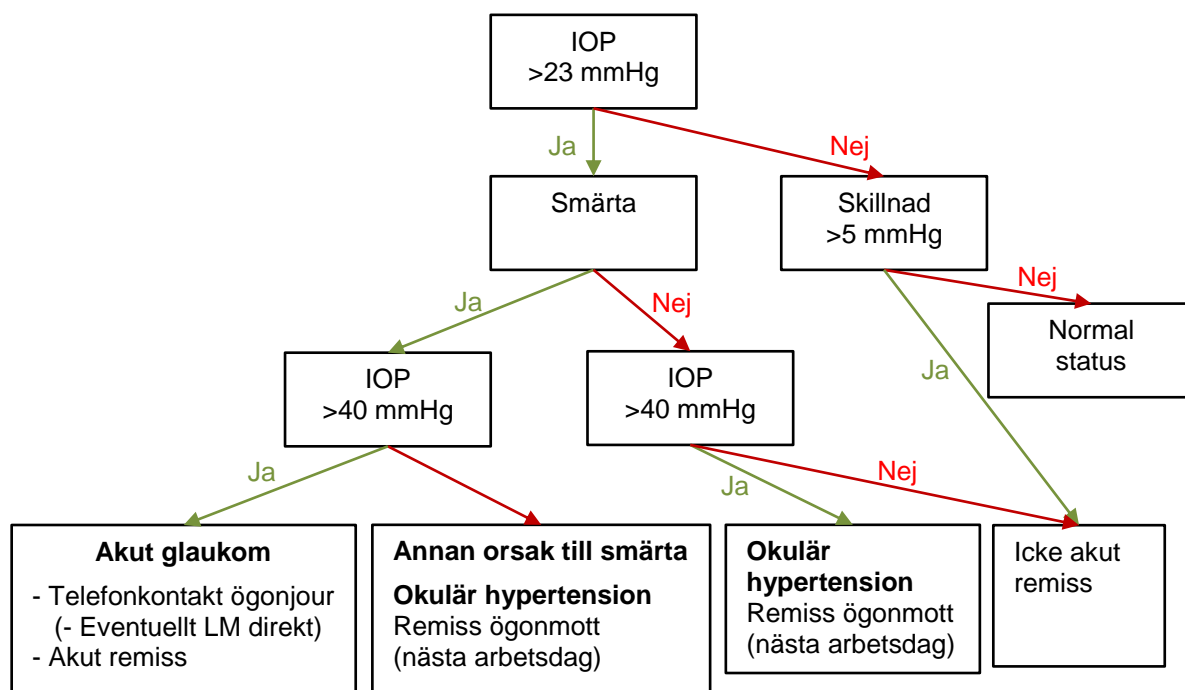 IOP
>23 mmHg
Ja
Nej
Smärta
Skillnad
>5 mmHg
Ja
Nej
Nej
Normal
status
Ja
IOP
>40 mmHg
IOP
>40 mmHg
Ja
Ja
Nej
Akut glaukom
- Telefonkontakt ögonjour
(- Eventuellt LM direkt)
- Akut remiss
Annan orsak till smärta
Okulär hypertension
Remiss ögonmott
(nästa arbetsdag)
Okulär
hypertension
Remiss ögonmott
(nästa arbetsdag)
Icke akut
remiss